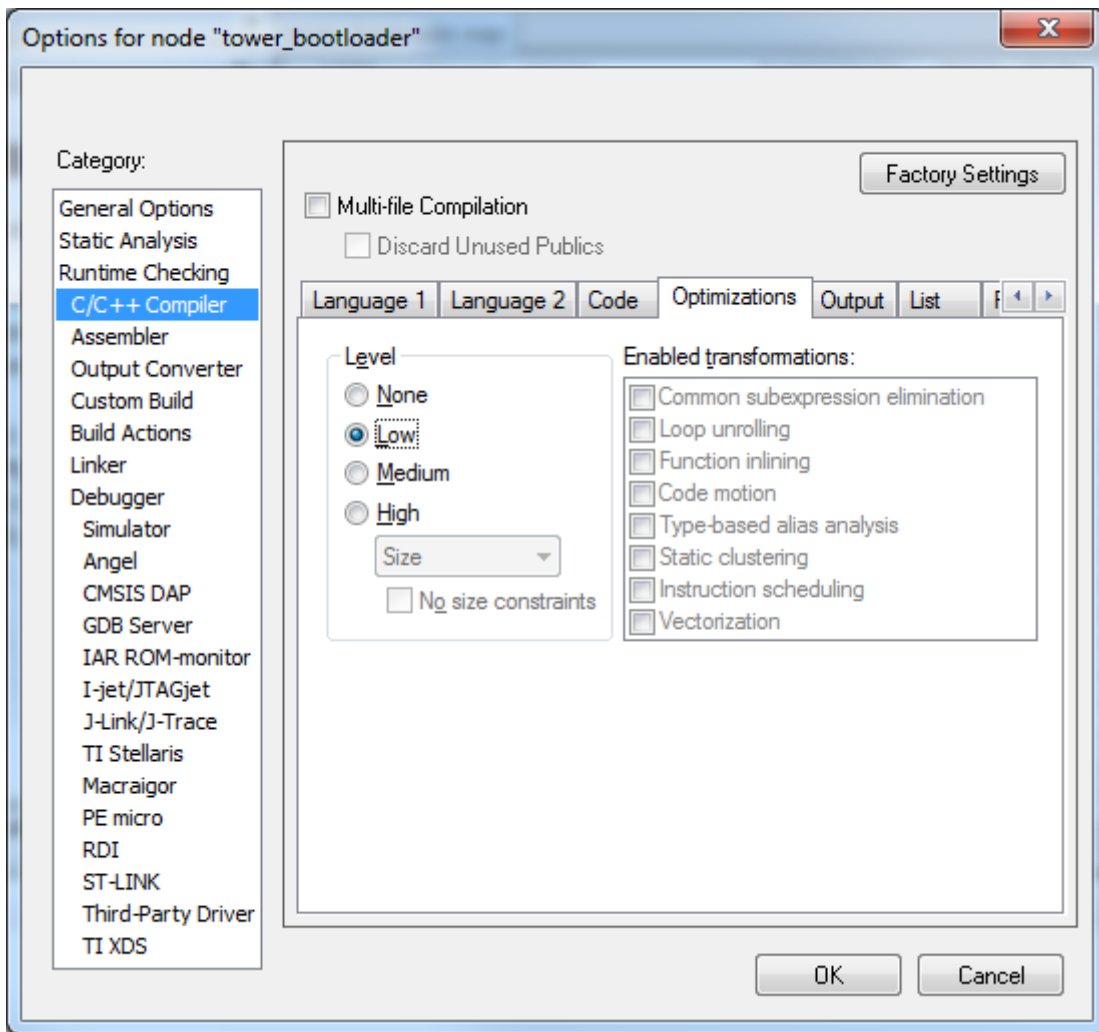 Options for node "tower_bootloader"
Category:
General Options
Static Analysis
Runtime Checking
C/C++ Compiler
Assembler
Output Converter
Custom Build
Build Actions
Linker
Debugger
Simulator
Angel
CMSIS DAP
GDB Server
IAR ROM-monitor
I-jet/JTAGjet
J-Link/J-Trace
TI Stellaris
Macraigor
PE micro
RDI
ST-LINK
Third-Party Driver
TI XDS
Factory Settings
Multi-file Compilation
Discard Unused Publics
Language 1 Language 2 Code Optimizations Output List
Level
None
Low
Medium
High
Size
No size constraints
Enabled transformations:
Common subexpression elimination
Loop unrolling
Function inlining
Code motion
Type-based alias analysis
Static clustering
Instruction scheduling
Vectorization
OK Cancel